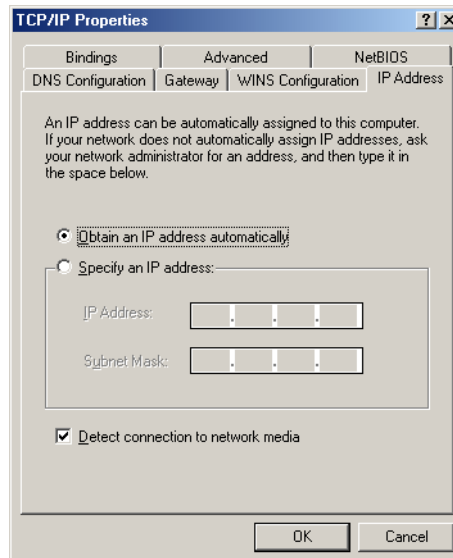 TCP/IP Properties
Bindings Advanced NetBIOS
DNS Configuration Gateway WINS Configuration IP Address
An IP address can be automatically assigned to this computer.
If your network does not automatically assign IP addresses, ask
your network administrator for an address, and then type it in
the space below.
Obtain an IP address automatically
Specify an IP address:
IP Address: . . .
Subnet Mask: . . .
Detect connection to network media
OK Cancel